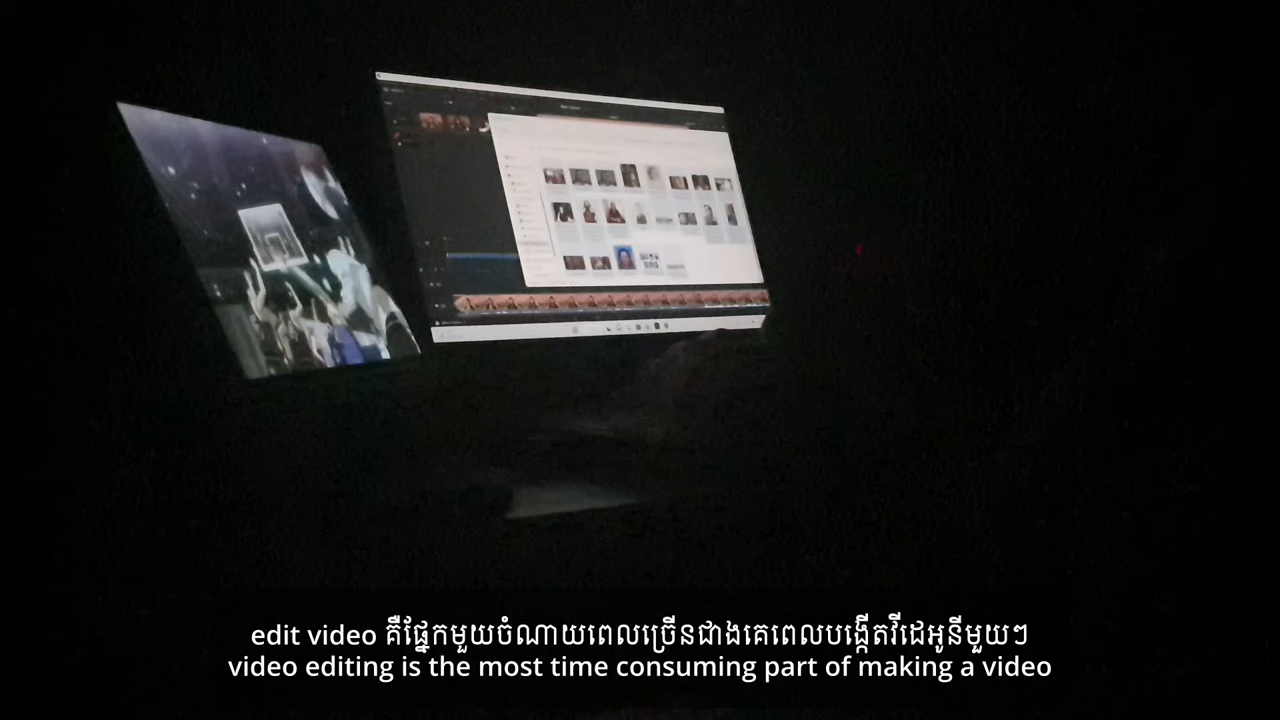 edit video គឺផ្នែកមួយចំណាយពេលច្រើនជាងគេពេលបង្កើតវីដេអូនីមួយៗ
video editing is the most time consuming part of making a video